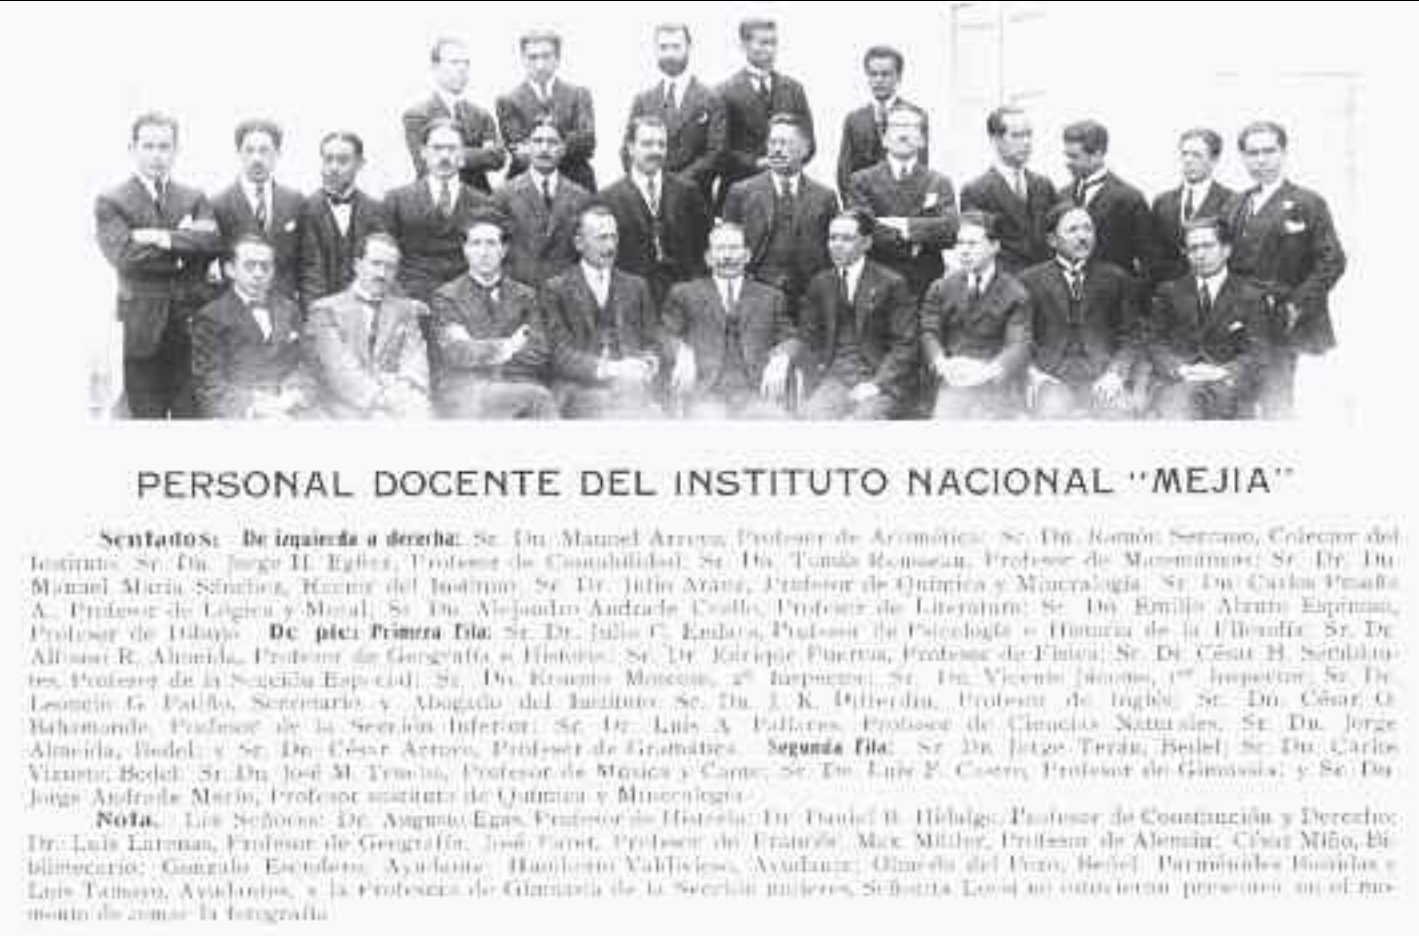 PERSONAL DOCENTE DEL INSTITUTO NACIONAL "MEJIA"
Sentados: De izquierda a derecha: Sr. Dn. Manuel Arroyo, Profesor de Aritmética; Sr. Dn. Ramón Serrano, Colector del
Instituto; Sr. Dn. Jorge H. Profesor de Contabilidad; Sr. Dn. Tomás Rousseau, Profesor de Matemáticas; Sr. Dr. Dn.
Manuel María Sánchez, Rector del Instituto; Sr. Dr. Julio Aráuz, Profesor de Química y Mineralogía; Sr. Dn. Carlos
A., Profesor de Lógica y Moral; Sr. Dn. Alejandro Andrade Coello, Profesor de Literatura; Sr. Dn. Emilio Espinosa,
Profesor de Dibujo. De pie: Primera fila: Sr. Dr. Julio C. Endara, Profesor de Psicología e Historia de la Filosofía; Sr. Dr.
Alfonso R. Almeida, Profesor de Geografía e Historia; Sr. Dr. Enrique Profesor de Física; Sr. Dr. César H.
Profesor de la Sección Especial; Sr. Dn. Ernesto 2º Inspector; Sr. Dn. Vicente 1er Inspector; Sr. Dr.
Leoncio G. Patiño, Secretario y Abogado del Instituto; Sr. Dn. J. K. Profesor de Inglés; Sr. Dn. César O.
Bahamonde, Profesor de la Sección Inferior; Sr. Dr. Luis A. Pallares, Profesor de Ciencias Naturales; Sr. Dn. Jorge
Almeida, Bedel; y Sr. Dn. César Arroyo, Profesor de Gramática. Segunda fila: Sr. Dn. Jorge Terán, Bedel; Sr. Dn. Carlos
Bedel; Sr. Dn. José M. Profesor de Música y Canto; Sr. Dn. Luis F. Castro, Profesor de Gimnasia; y Sr. Dn.
Jorge Andrade Marín, Profesor sustituto de Química y Mineralogía.
Nota. Los Señores: Dr. Augusto Egas, Profesor de Historia; Dr. Daniel B. Hidalgo, Profesor de Constitución y Derecho;
Dr. Luis Profesor de Geografía; José Profesor de Francés; Max Müller, Profesor de Alemán; César Miño, Bi-
bliotecario; Gonzalo Escudero, Ayudante; Humberto Valdivieso, Ayudante; Olmedo del Pozo, Bedel; Parménides y
Luis Tamayo, Ayudantes, y la Profesora de Gimnasia de la Sección mujeres, Señorita no estuvieron presentes en el mo-
mento de tomar la fotografía.